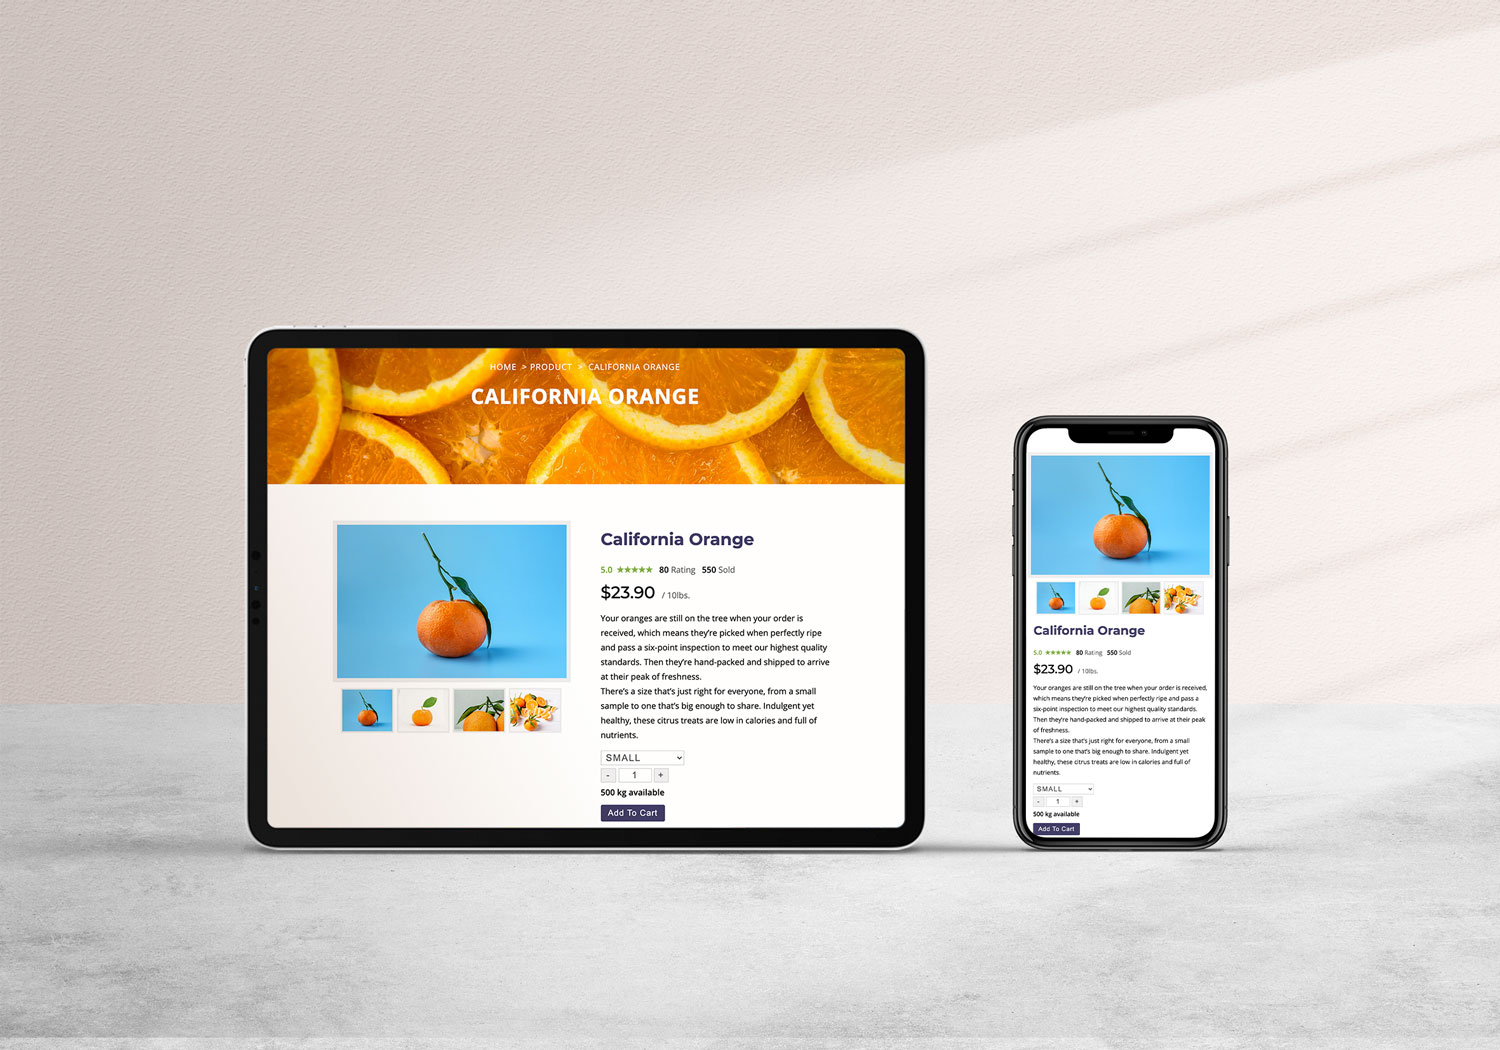 HOME > PRODUCT > CALIFORNIA ORANGE
CALIFORNIA ORANGE
California Orange
5.0 ★★★★★ 80 Rating 550 Sold
$23.90 / 10lbs.
Your oranges are still on the tree when your order is
received, which means they’re picked when perfectly ripe
and pass a six-point inspection to meet our highest quality
standards. Then they’re hand-packed and shipped to arrive
at their peak of freshness.
There’s a size that’s just right for everyone, from a small
sample to one that’s big enough to share. Indulgent yet
healthy, these citrus treats are low in calories and full of
nutrients.
SMALL
- 1 +
500 kg available
Add To Cart
California Orange
5.0 ★★★★★ 80 Rating 550 Sold
$23.90 / 10lbs.
Your oranges are still on the tree when your order is received,
which means they’re picked when perfectly ripe and pass a
six-point inspection to meet our highest quality standards.
Then they’re hand-packed and shipped to arrive at their peak
of freshness.
There’s a size that’s just right for everyone, from a small
sample to one that’s big enough to share. Indulgent yet
healthy, these citrus treats are low in calories and full of
nutrients.
SMALL
- 1 +
500 kg available
Add To Cart